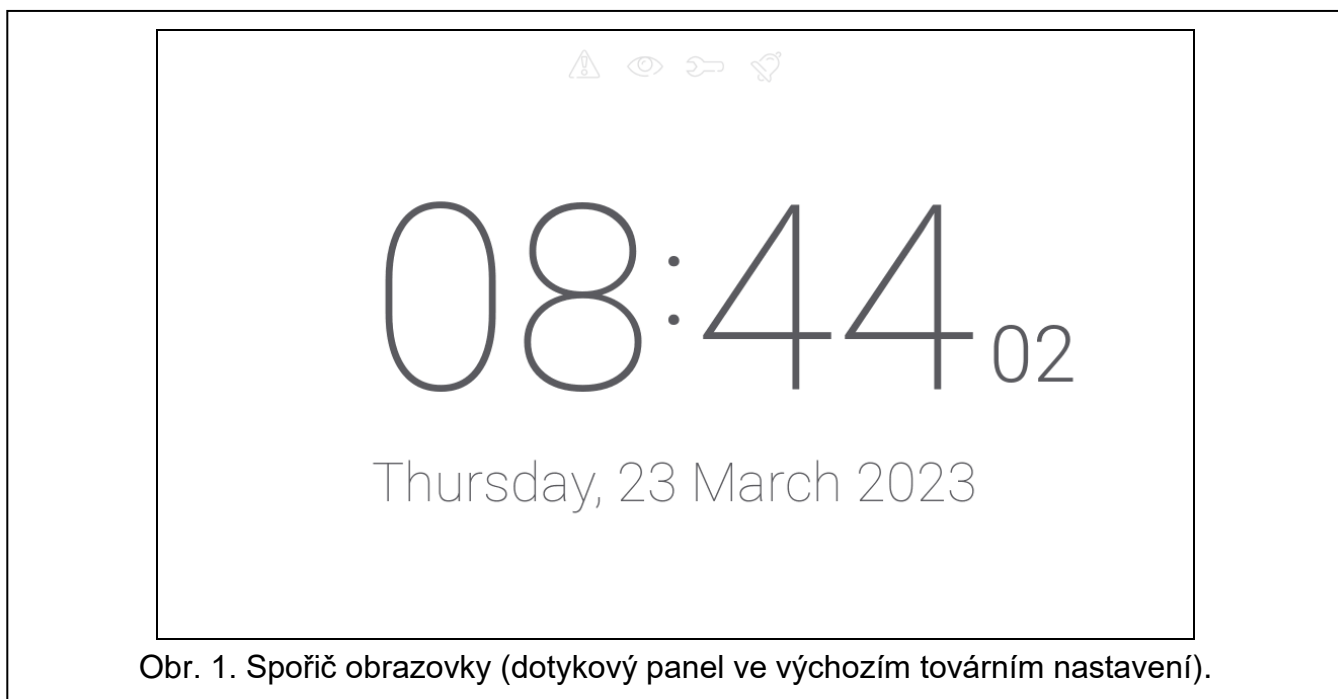 08:44 02
Thursday, 23 March 2023
Obr. 1. Spořič obrazovky (dotykový panel ve výchozím továrním nastavení).